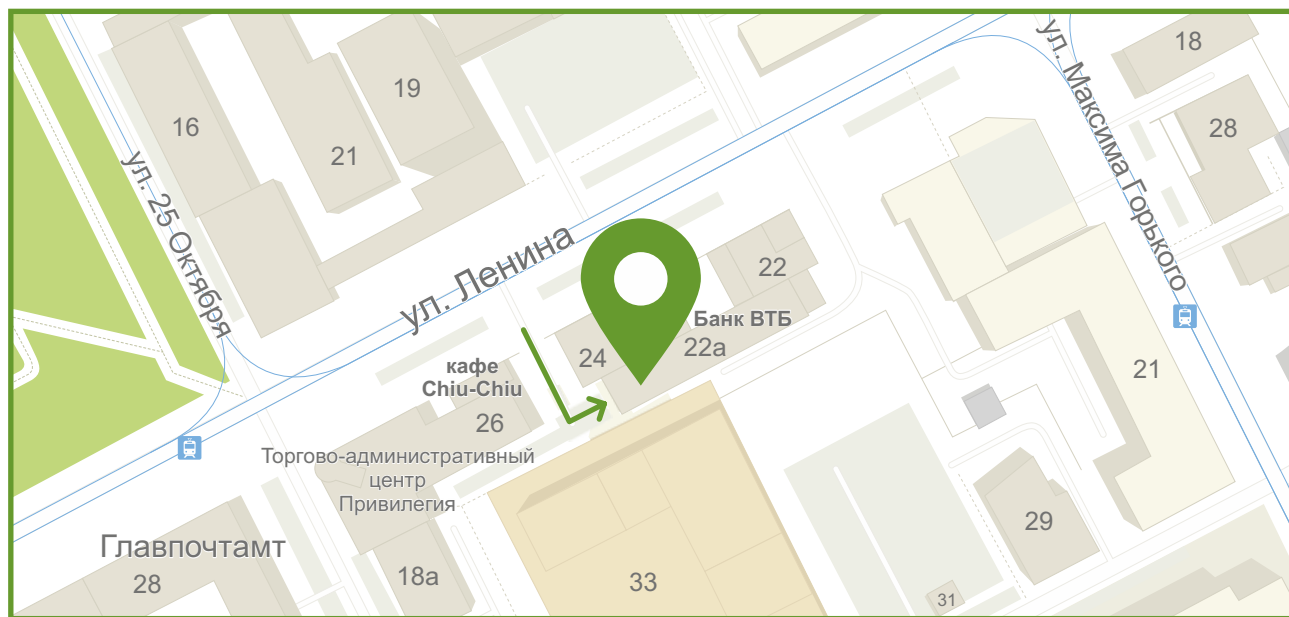 18
ул. Максима Горького
19
16
28
21
ул. 25 Октября
ул. Ленина
22
Банк ВТБ
22а
24
кафе
Chiu-Chiu
26
21
Торгово-административный
центр
Привилегия
29
Главпочтамт
28
18а
33
31